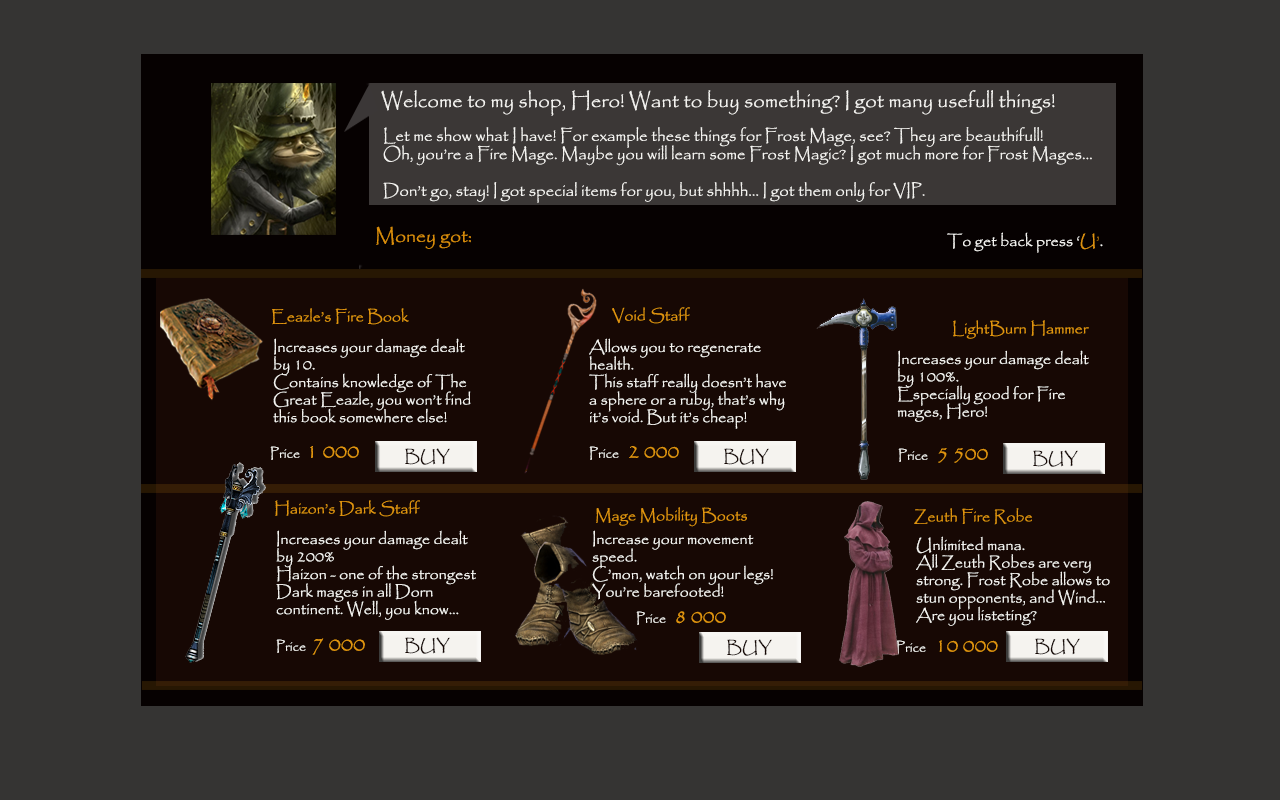 Welcome to my shop, Hero! Want to buy something? I got many usefull things!
Let me show what I have! For example these things for Frost Mage, see? They are beauthifull!
Oh, you're a Fire Mage. Maybe you will learn some Frost Magic? I got much more for Frost Mages...
Don't go, stay! I got special items for you, but shhhh... I got them only for VIP.
Money got:
To get back press 'U'.
Eeazle's Fire Book
Increases your damage dealt
by 10.
Contains knowledge of The
Great Eeazle, you won't find
this book somewhere else!
Price 1 000
BUY
Void Staff
Allows you to regenerate
health.
This staff really doesn't have
a sphere or a ruby, that's why
it's void. But it's cheap!
Price 2 000
BUY
LightBurn Hammer
Increases your damage dealt
by 100%.
Especially good for Fire
mages, Hero!
Price 5 500
BUY
Haizon's Dark Staff
Increases your damage dealt
by 200%
Haizon - one of the strongest
Dark mages in all Dorn
continent. Well, you know...
Price 7 000
BUY
Mage Mobility Boots
Increase your movement
speed.
C'mon, watch on your legs!
You're barefooted!
Price 8 000
BUY
Zeuth Fire Robe
Unlimited mana.
All Zeuth Robes are very
strong. Frost Robe allows to
stun opponents, and Wind...
Are you listeting?
Price 10 000
BUY